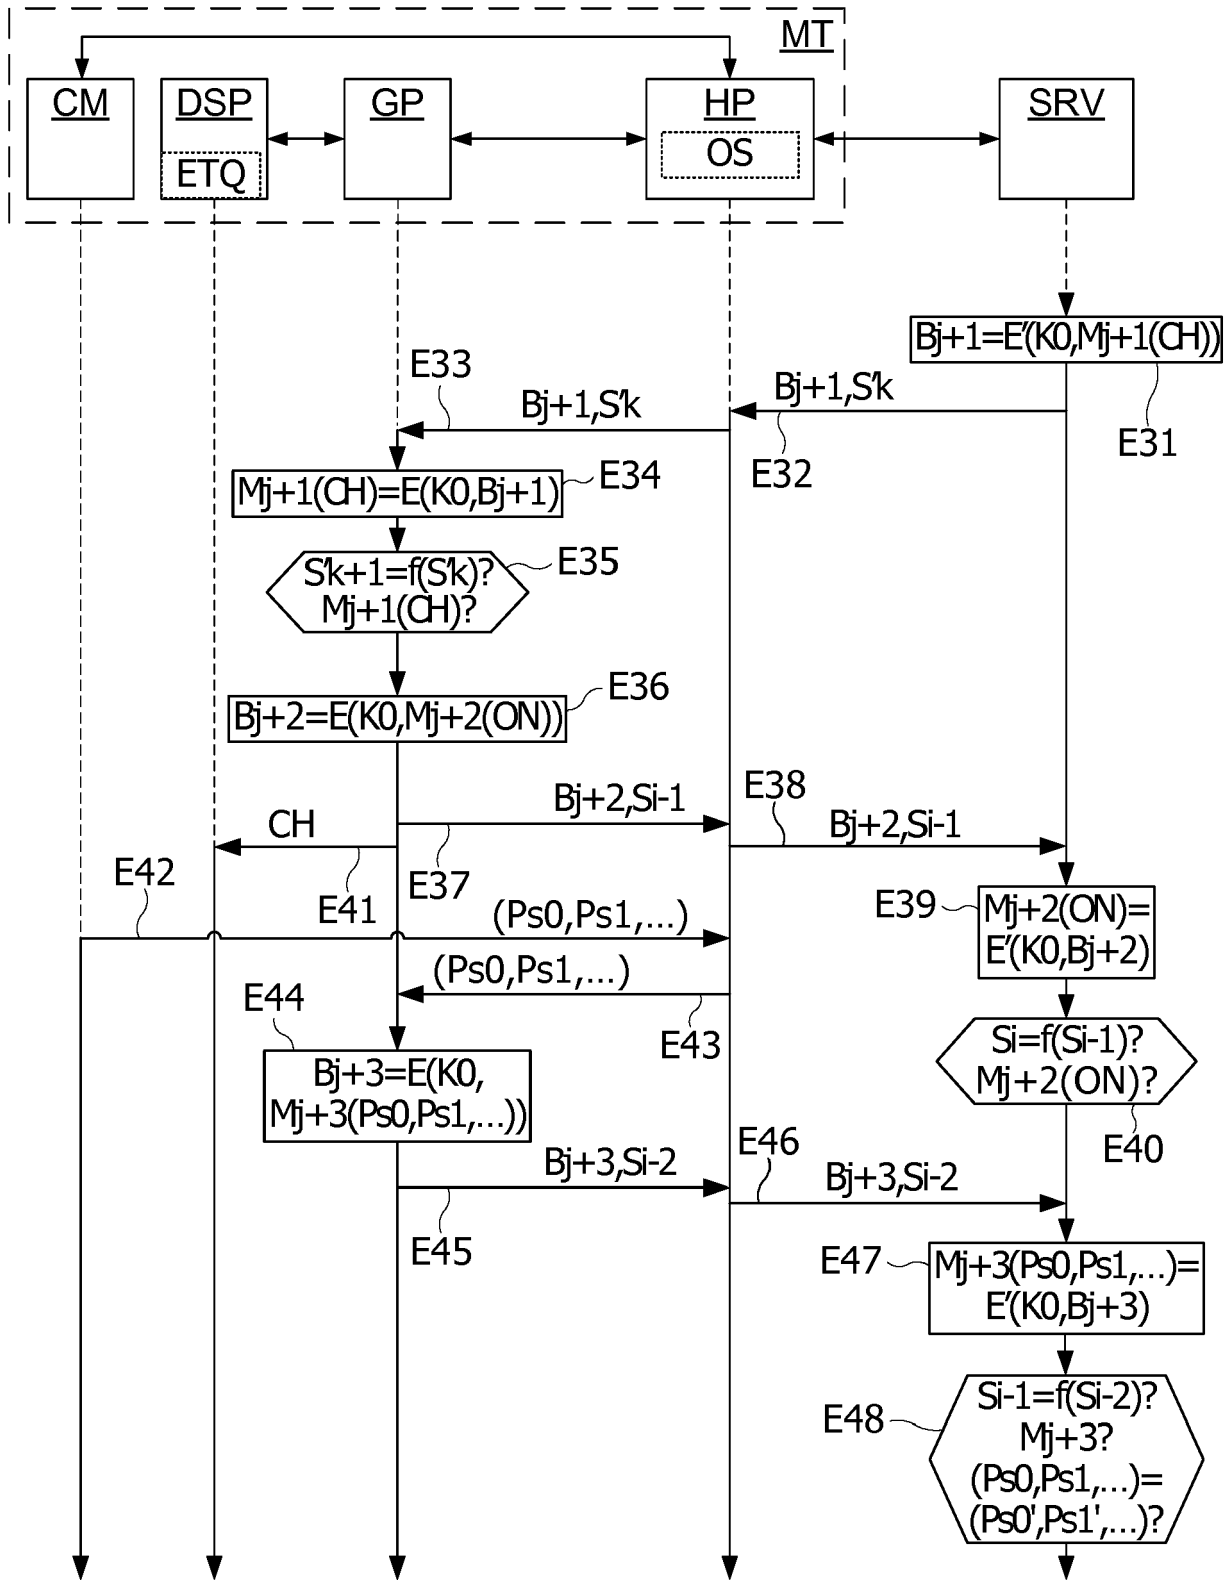 MT
CM
DSP
GP
HP
SRV
ETQ
OS
Bj+1=E'(K0,Mj+1(CH))
E33
Bj+1,S'k
Bj+1,S'k
E31
E32
E34
Mj+1(CH)=E(K0,Bj+1)
E35
S'k+1=f(S'k)?
Mj+1(CH)?
E36
Bj+2=E(K0,Mj+2(ON))
E38
Bj+2,Si-1
Bj+2,Si-1
CH
E42
E41
E37
E39
Mj+2(ON)=
E'(K0,Bj+2)
(Ps0,Ps1,...)
(Ps0,Ps1,...)
E44
E43
Si=f(Si-1)?
Mj+2(ON)?
Bj+3=E(K0,
Mj+3(Ps0,Ps1,...))
E40
E46
Bj+3,Si-2
Bj+3,Si-2
E45
E47
Mj+3(Ps0,Ps1,...)=
E'(K0,Bj+3)
E48
Si-1=f(Si-2)?
Mj+3?
(Ps0,Ps1,...)=
(Ps0',Ps1',...)?